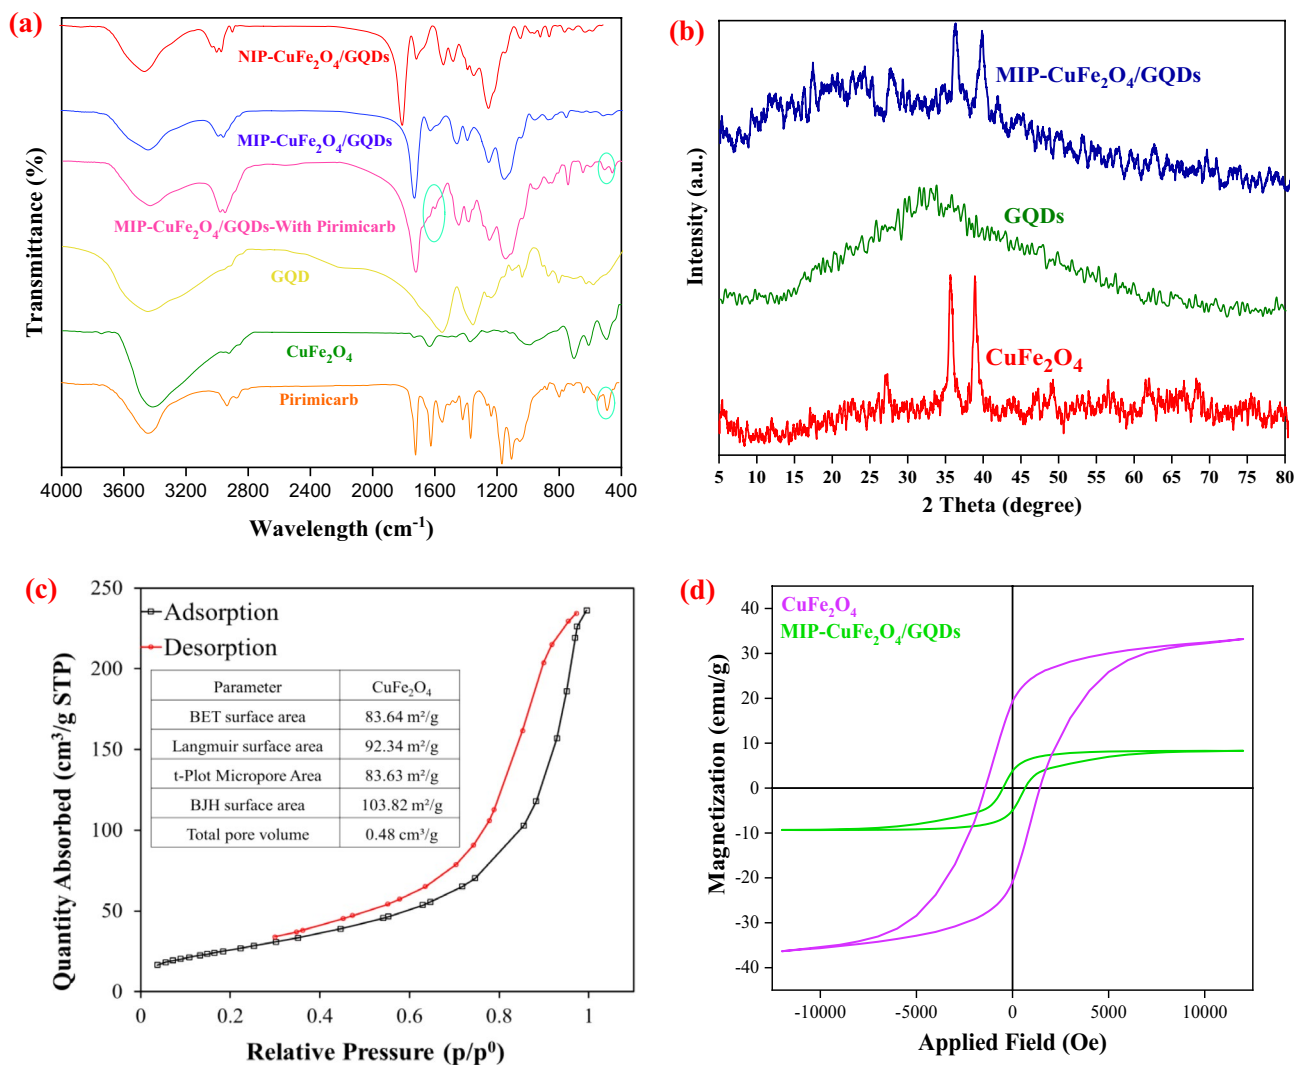 (a)
NIP-CuFe₂O₄/GQDs
MIP-CuFe₂O₄/GQDs
MIP-CuFe₂O₄/GQDs-With Pirimicarb
GQD
CuFe₂O₄
Pirimicarb
Transmittance (%)
4000 3600 3200 2800 2000 1600 1200 800 400
Wavelength (cm⁻¹)
(b)
MIP-CuFe₂O₄/GQDs
GQDs
CuFe₂O₄
Intensity (a.u.)
5 10 15 20 25 30 35 40 45 50 55 60 65 70 75 80
2 Theta (degree)
(c)
250
200
150
100
50
0
Adsorption
Desorption
Parameter CuFe₂O₄
BET surface area 83.64 m²/g
Langmuir surface area 92.34 m²/g
t-Plot Micropore Area 83.63 m²/g
BJH surface area 103.82 m²/g
Total pore volume 0.48 cm³/g
Quantity Absorbed (cm³/g STP)
0 0.2 0.4 0.6 0.8 1
Relative Pressure (p/p⁰)
(d)
CuFe₂O₄
MIP-CuFe₂O₄/GQDs
40
30
20
10
0
-10
-20
-30
-40
Magnetization (emu/g)
-10000 -5000 0 5000 10000
Applied Field (Oe)